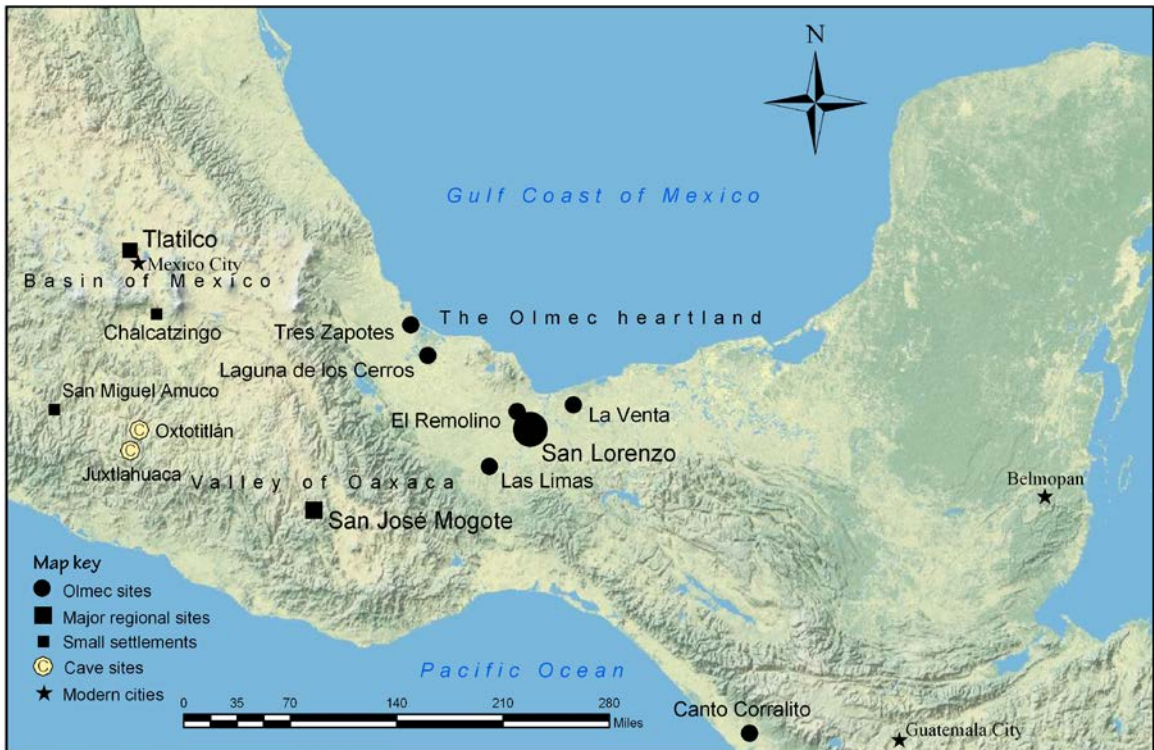 N
Gulf Coast of Mexico
Tlatilco
Mexico City
Basin of Mexico
Chalcatzingo
Tres Zapotes
The Olmec heartland
Laguna de los Cerros
San Miguel Amuco
El Remolino
La Venta
Oxtotitlán
San Lorenzo
Juxtlahuaca
Valley of Oaxaca
Las Limas
Belmopan
San José Mogote
Map key
Olmec sites
Major regional sites
Small settlements
C Cave sites
Modern cities
Pacific Ocean
0 35 70 140 210 280
Miles
Canto Corralito
Guatemala City
C
C